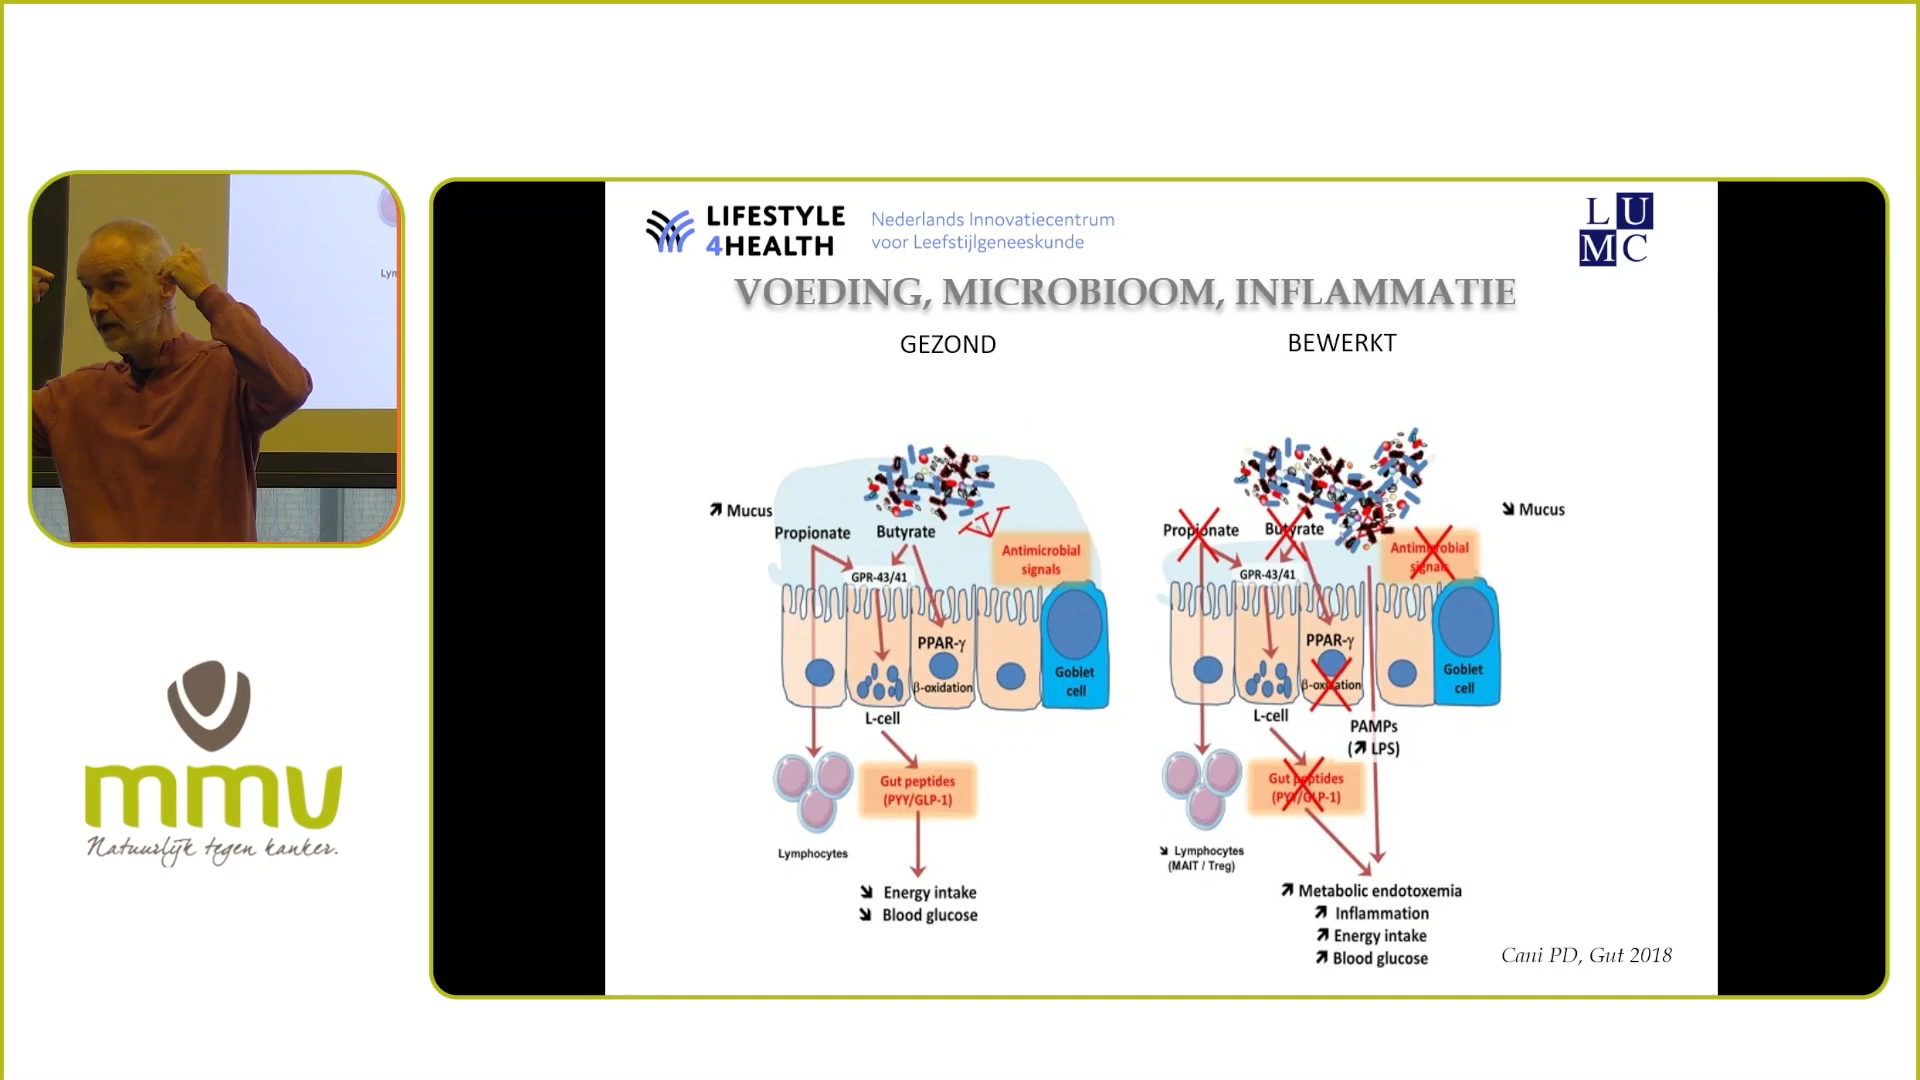 LIFESTYLE
4HEALTH
Nederlands Innovatiecentrum
voor Leefstijlgeneeskunde
L U
M C
VOEDING, MICROBIOOM, INFLAMMATIE
GEZOND
BEWERKT
Mucus
Propionate
Butyrate
Antimicrobial
signals
GPR-43/41
PPAR-γ
β-oxidation
Goblet
cell
L-cell
Gut peptides
(PYY/GLP-1)
Lymphocytes
Energy intake
Blood glucose
Mucus
Propionate
Butyrate
Antimicrobial
signals
GPR-43/41
PPAR-γ
β-oxidation
Goblet
cell
L-cell
PAMPs
(↗ LPS)
Gut peptides
(PYY/GLP-1)
Lymphocytes
(MAIT / Treg)
Metabolic endotoxemia
Inflammation
Energy intake
Blood glucose
Cani PD, Gut 2018
Lym
mmv
Natuurlijk tegen kanker.